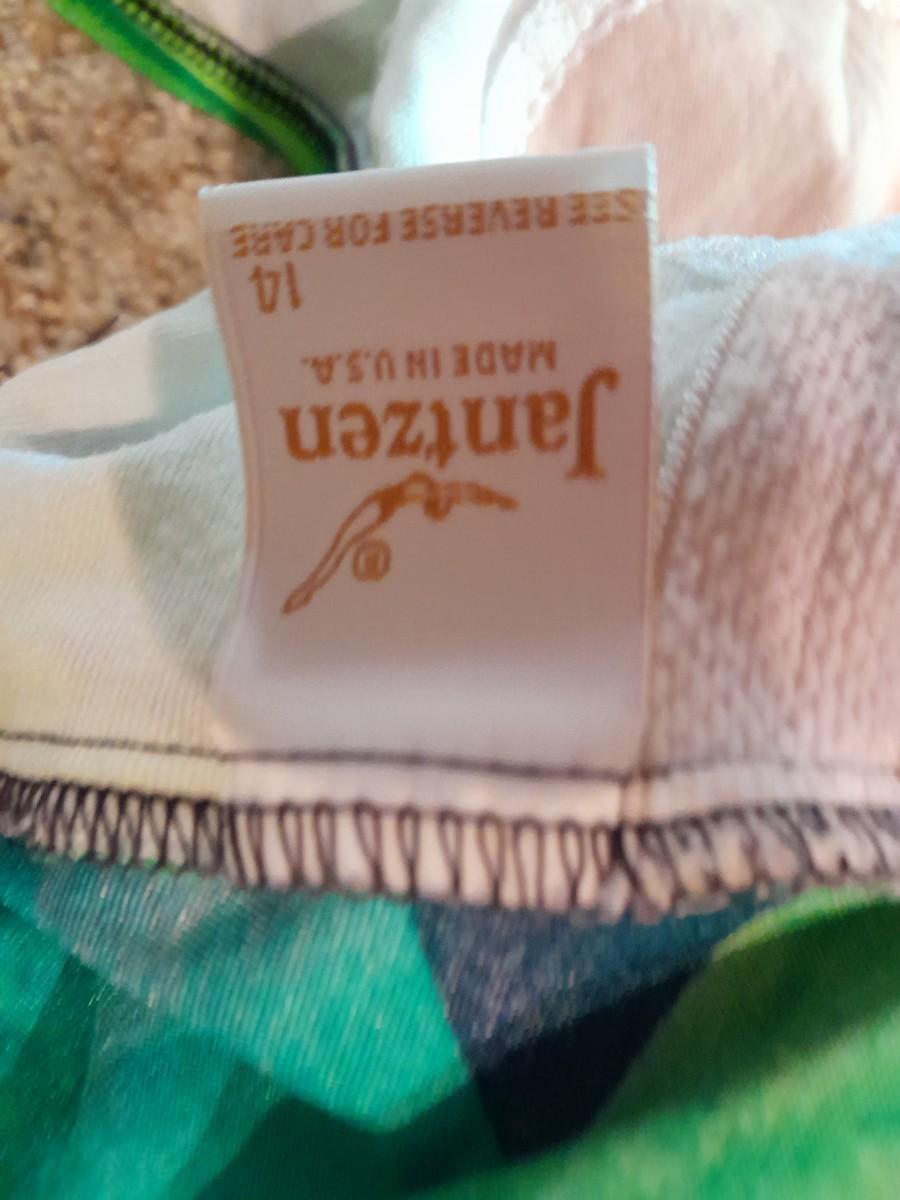 ®
Jantzen
MADE IN U.S.A.
14
SEE REVERSE FOR CARE